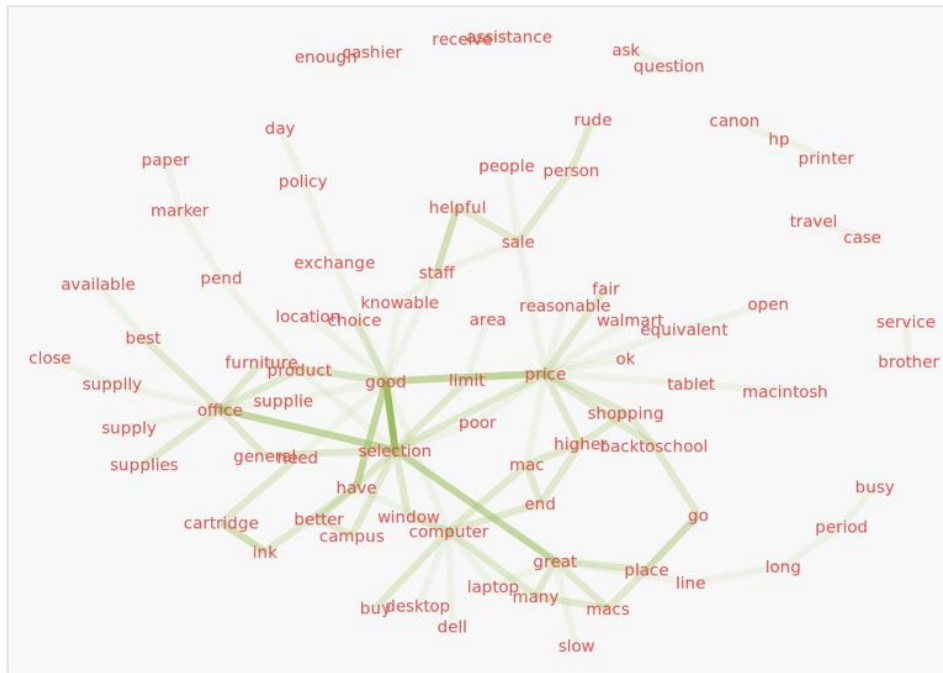 receive assistance
enough cashier
ask
question
rude
canon
day
hp
paper
people
printer
person
policy
helpful
marker
travel
case
sale
exchange
staff
pend
available
fair
knowable
reasonable
open
location choice
area
walmart
service
equivalent
best
close
furniture
product
ok
brother
good
limit
price
supplly
tablet
macintosh
supplie
office
shopping
supply
poor
higher
backtoschool
selection
supplies
general
need
mac
have
busy
end
cartridge
better
window
go
campus
computer
period
ink
great
place
long
line
laptop
many
buy
desktop
macs
dell
slow